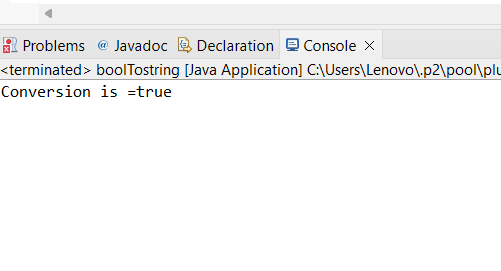 Problems @ Javadoc Declaration Console
<terminated> boolTostring [Java Application] C:\Users\Lenovo\.p2\pool\plu
Conversion is =true